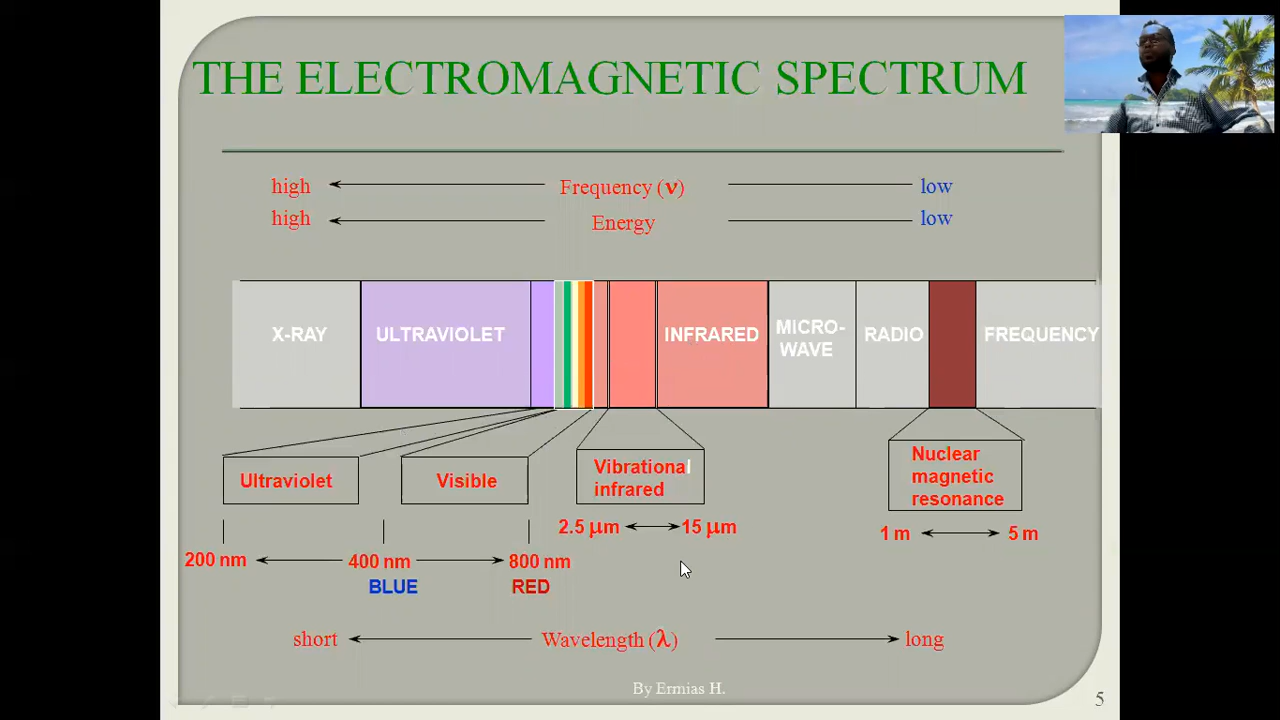 THE ELECTROMAGNETIC SPECTRUM
high Frequency (ν) low
high Energy low
X-RAY ULTRAVIOLET INFRARED MICRO-WAVE RADIO FREQUENCY
Ultraviolet
Visible
Vibrational
infrared
Nuclear
magnetic
resonance
2.5 μm 15 μm
1 m 5 m
200 nm 400 nm 800 nm
BLUE RED
short Wavelength (λ) long
By Ermias H.
5